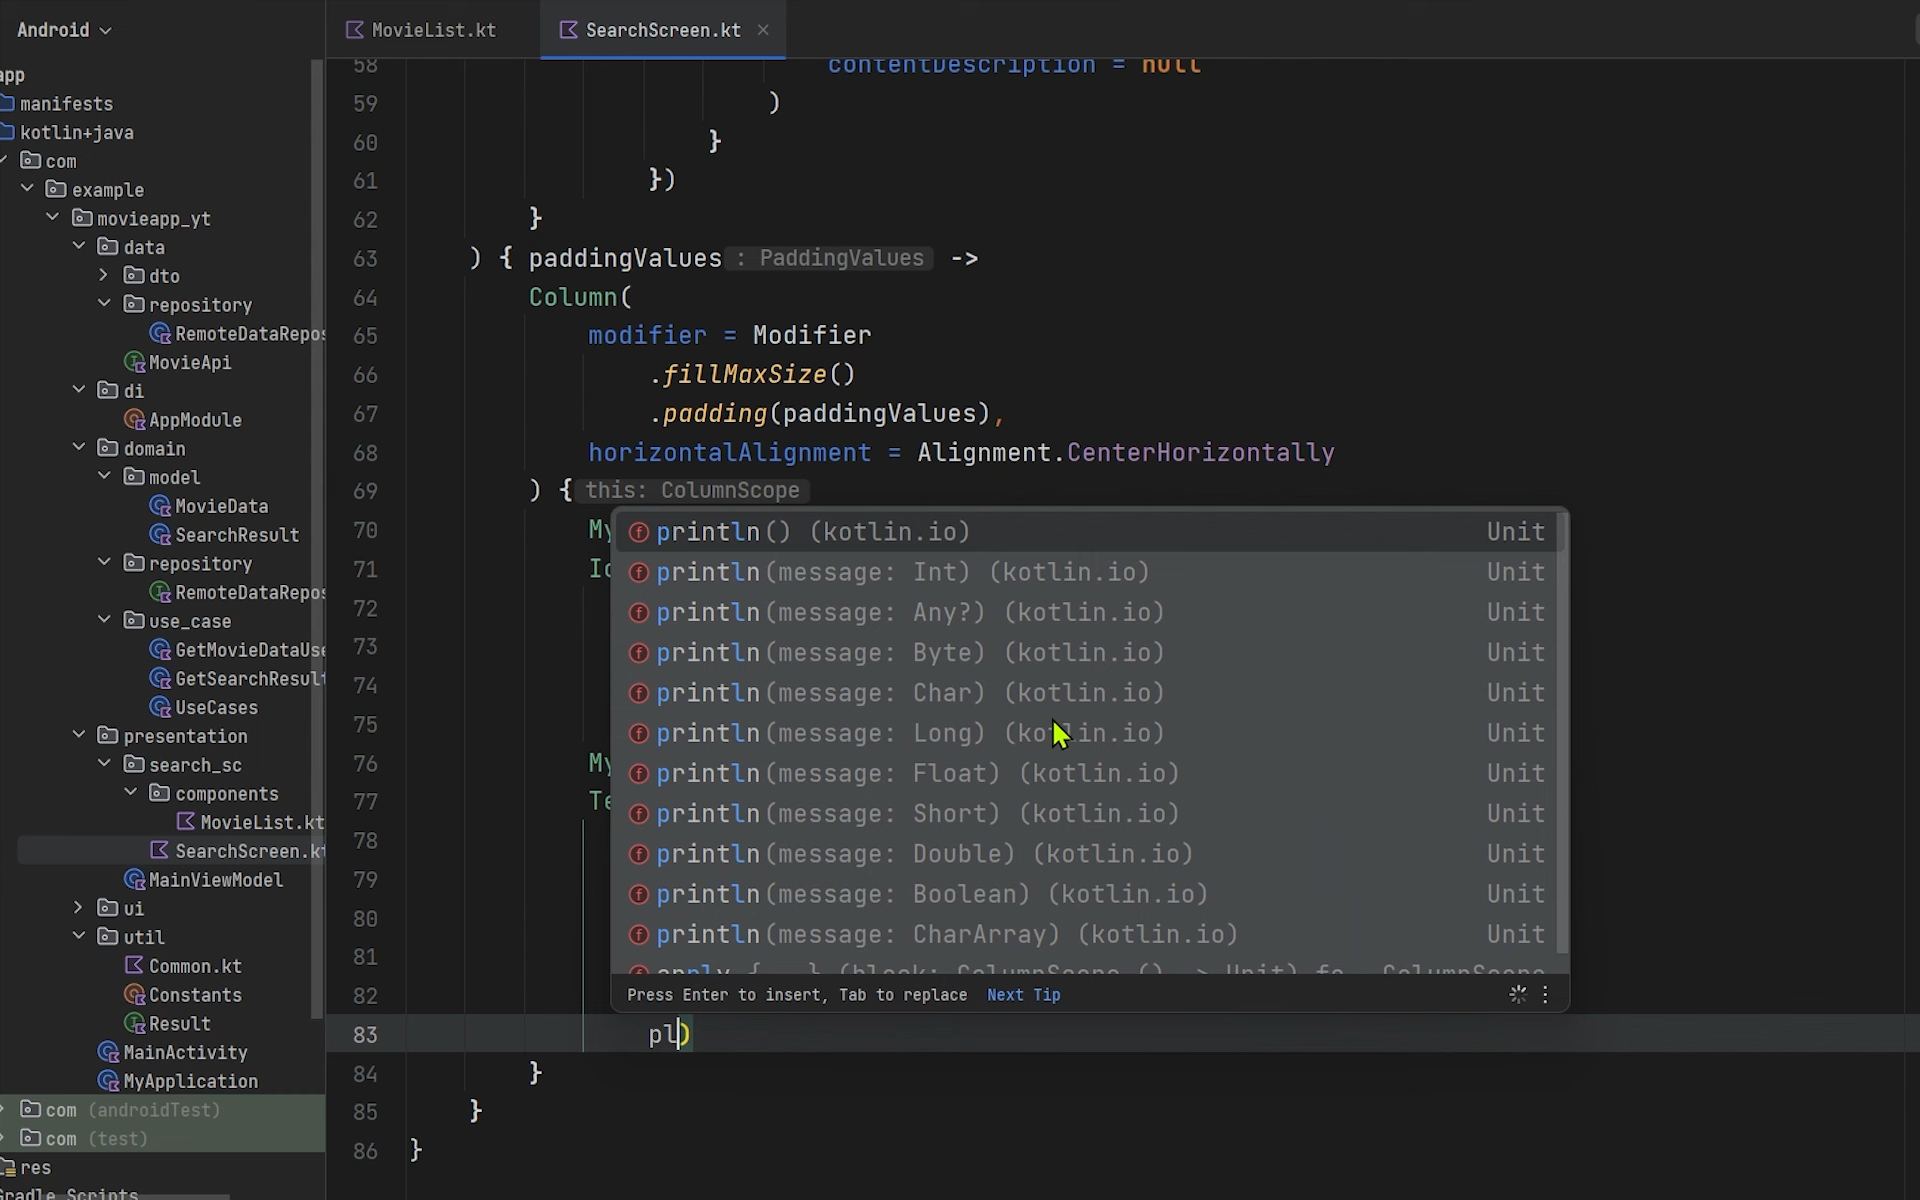 Android
app
manifests
kotlin+java
com
example
movieapp_yt
data
dto
repository
RemoteDataRepos
MovieApi
di
AppModule
domain
model
MovieData
SearchResult
repository
RemoteDataRepos
use_case
GetMovieDataUse
GetSearchResult
UseCases
presentation
search_sc
components
MovieList.kt
SearchScreen.kt
MainViewModel
ui
util
Common.kt
Constants
Result
MainActivity
MyApplication
com (androidTest)
com (test)
res
Gradle Scripts
MovieList.kt
SearchScreen.kt
58 contentDescription = null
59 )
60 }
61 })
62 }
63 ) { paddingValues : PaddingValues ->
64 Column(
65 modifier = Modifier
66 .fillMaxSize()
67 .padding(paddingValues),
68 horizontalAlignment = Alignment.CenterHorizontally
69 ) { this: ColumnScope
70 My
71 Ic
72
73
74
75
76 My
77 Te
78
79
80
81
82
83 pl)
84 }
85 }
86 }
println() (kotlin.io) Unit
println(message: Int) (kotlin.io) Unit
println(message: Any?) (kotlin.io) Unit
println(message: Byte) (kotlin.io) Unit
println(message: Char) (kotlin.io) Unit
println(message: Long) (kotlin.io) Unit
println(message: Float) (kotlin.io) Unit
println(message: Short) (kotlin.io) Unit
println(message: Double) (kotlin.io) Unit
println(message: Boolean) (kotlin.io) Unit
println(message: CharArray) (kotlin.io) Unit
apply {...} (block: ColumnScope.() -> Unit) fo… ColumnScope
Press Enter to insert, Tab to replace Next Tip